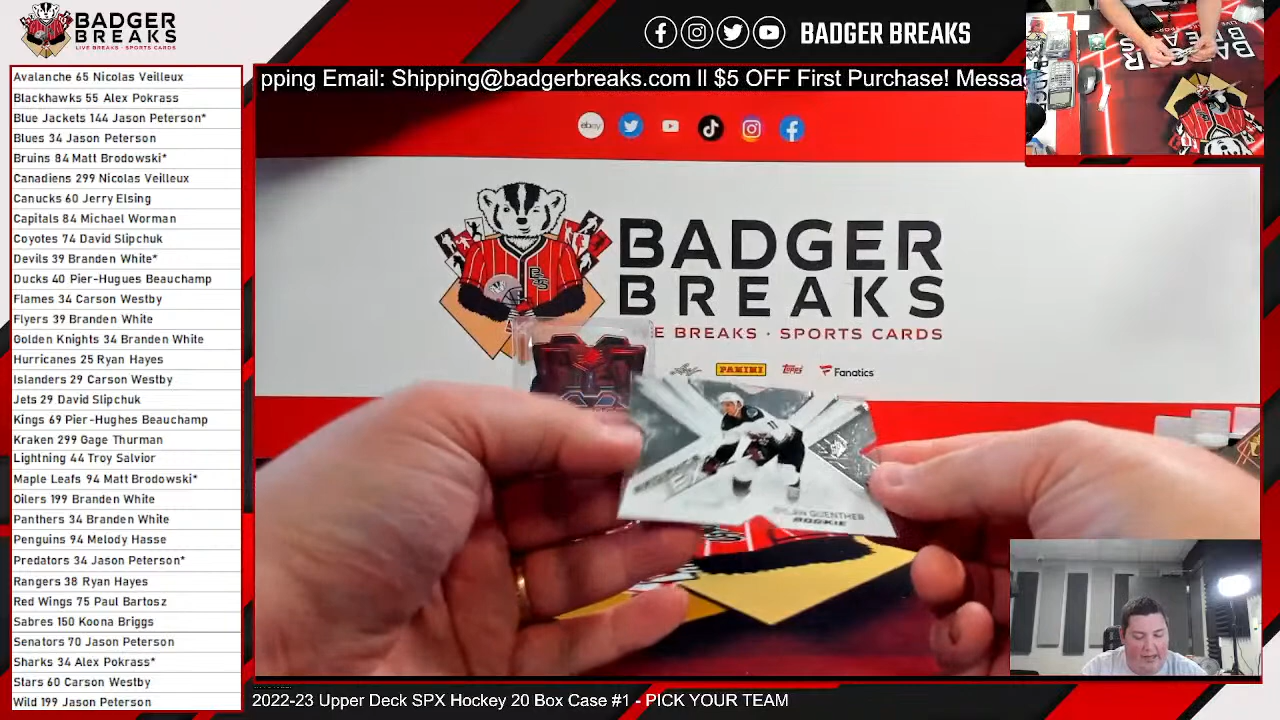 BADGER
BREAKS
LIVE BREAKS · SPORTS CARDS
BADGER BREAKS
pping Email: Shipping@badgerbreaks.com ll $5 OFF First Purchase! Messa
Avalanche 65 Nicolas Veilleux
Blackhawks 55 Alex Pokrass
Blue Jackets 144 Jason Peterson*
Blues 34 Jason Peterson
Bruins 84 Matt Brodowski*
Canadiens 299 Nicolas Veilleux
Canucks 60 Jerry Elsing
Capitals 84 Michael Worman
Coyotes 74 David Slipchuk
Devils 39 Branden White*
Ducks 40 Pier-Hugues Beauchamp
Flames 34 Carson Westby
Flyers 39 Branden White
Golden Knights 34 Branden White
Hurricanes 25 Ryan Hayes
Islanders 29 Carson Westby
Jets 29 David Slipchuk
Kings 69 Pier-Hughes Beauchamp
Kraken 299 Gage Thurman
Lightning 44 Troy Salvior
Maple Leafs 94 Matt Brodowski*
Oilers 199 Branden White
Panthers 34 Branden White
Penguins 94 Melody Hasse
Predators 34 Jason Peterson*
Rangers 38 Ryan Hayes
Red Wings 75 Paul Bartosz
Sabres 150 Koona Briggs
Senators 70 Jason Peterson
Sharks 34 Alex Pokrass*
Stars 60 Carson Westby
Wild 199 Jason Peterson
ebay
BADGER
BREAKS
E BREAKS · SPORTS CARDS
Leaf PANINI Topps Fanatics
GUENTHER
ROOKIE
BADGER
BREAKS
2022-23 Upper Deck SPX Hockey 20 Box Case #1 - PICK YOUR TEAM